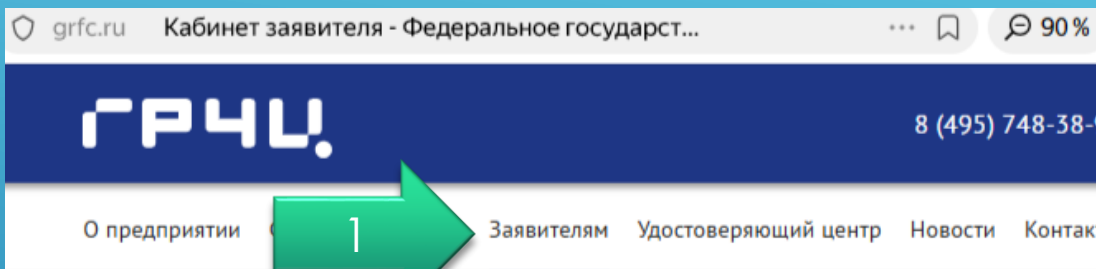 grfc.ru Кабинет заявителя - Федеральное государст... ... 90 %
ГРЧЦ
8 (495) 748-38-
О предприятии 1 Заявителям Удостоверяющий центр Новости Контак